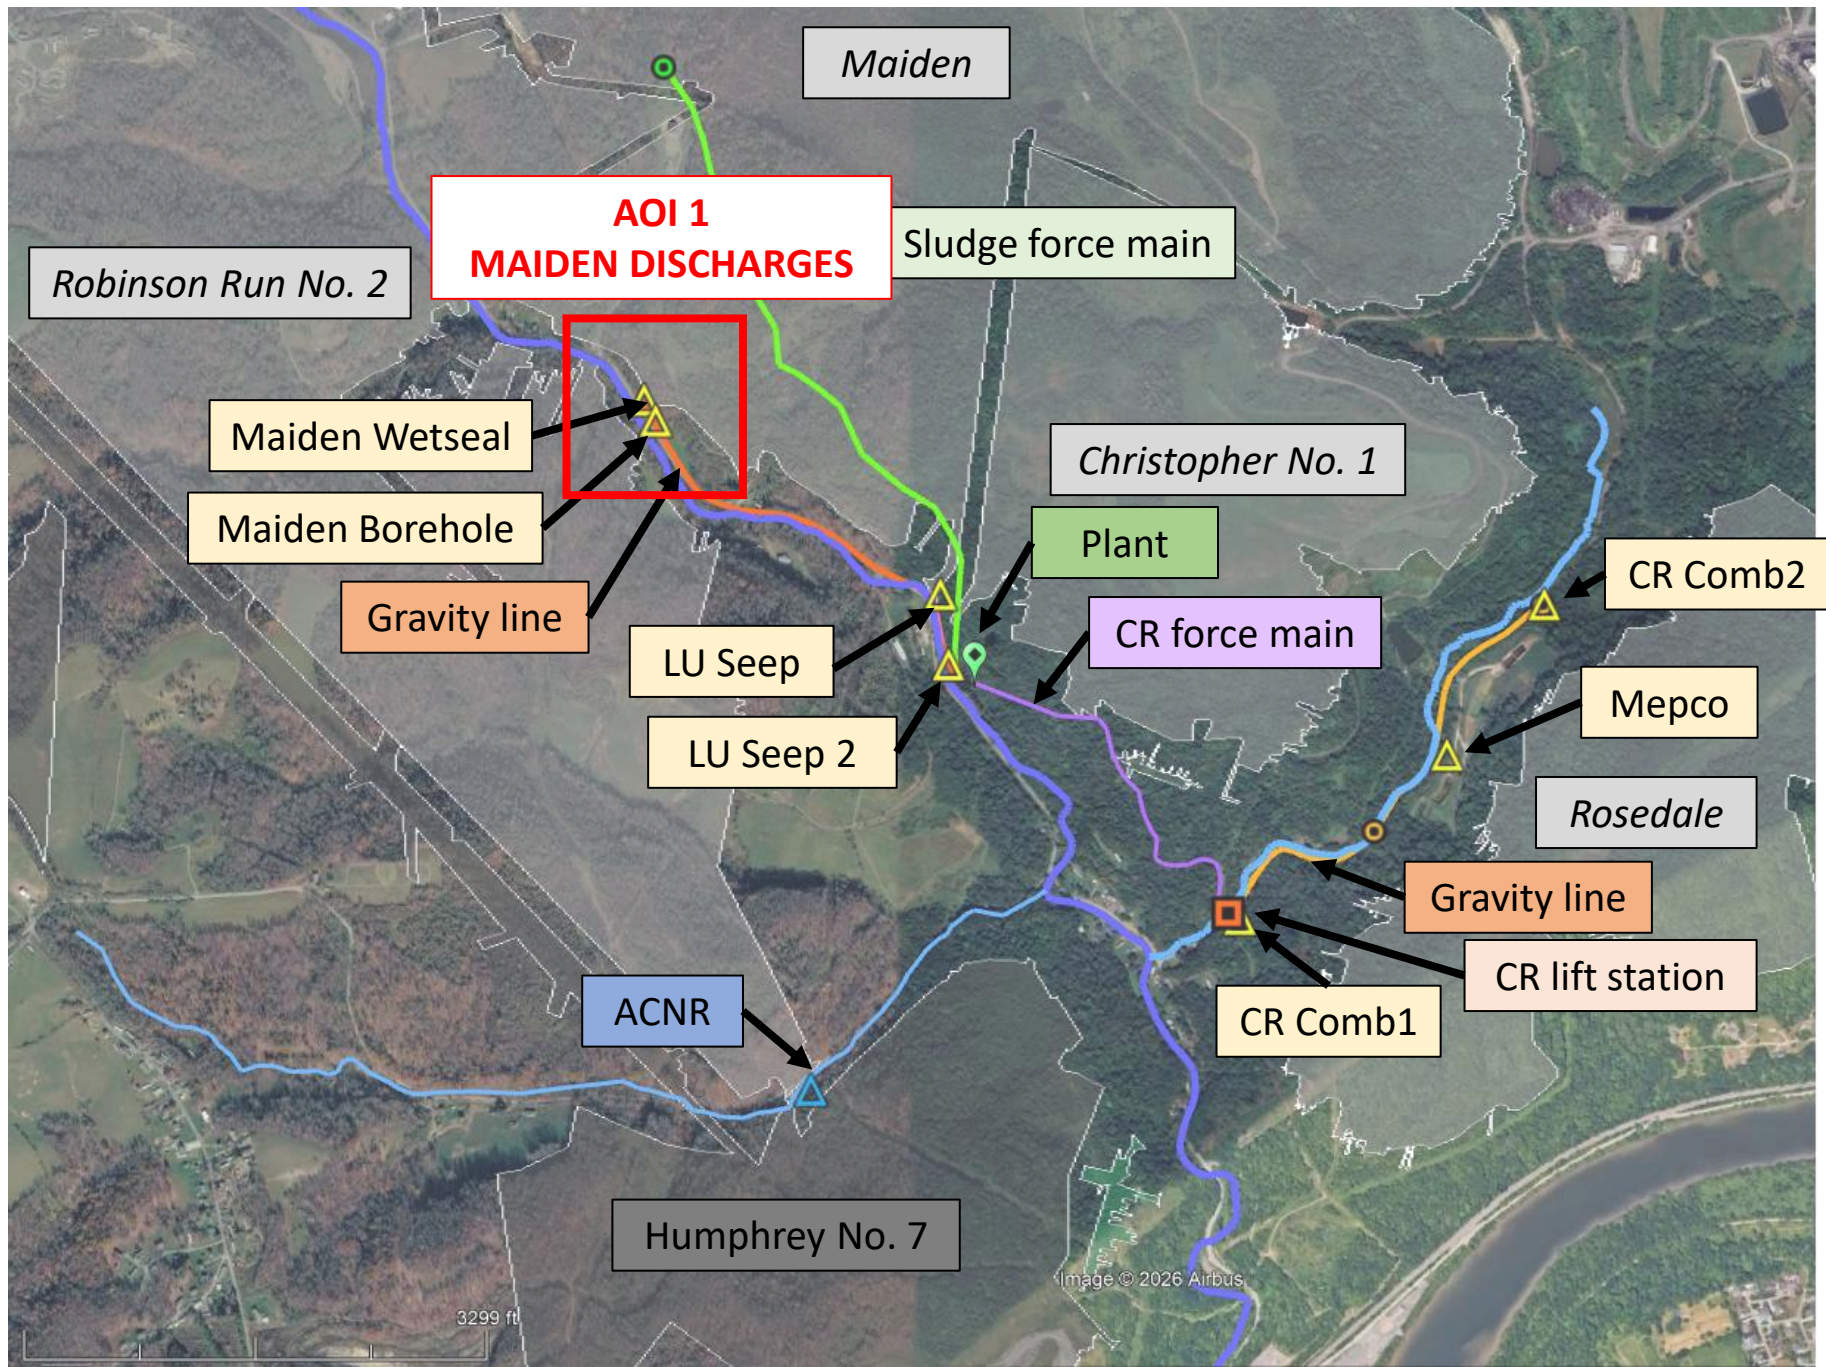 Maiden
AOI 1
MAIDEN DISCHARGES
Sludge force main
Robinson Run No. 2
Maiden Wetseal
Christopher No. 1
Maiden Borehole
Plant
CR Comb2
Gravity line
CR force main
LU Seep
Mepco
LU Seep 2
Rosedale
Gravity line
CR lift station
ACNR
CR Comb1
Humphrey No. 7
Image © 2026 Airbus
3299 ft